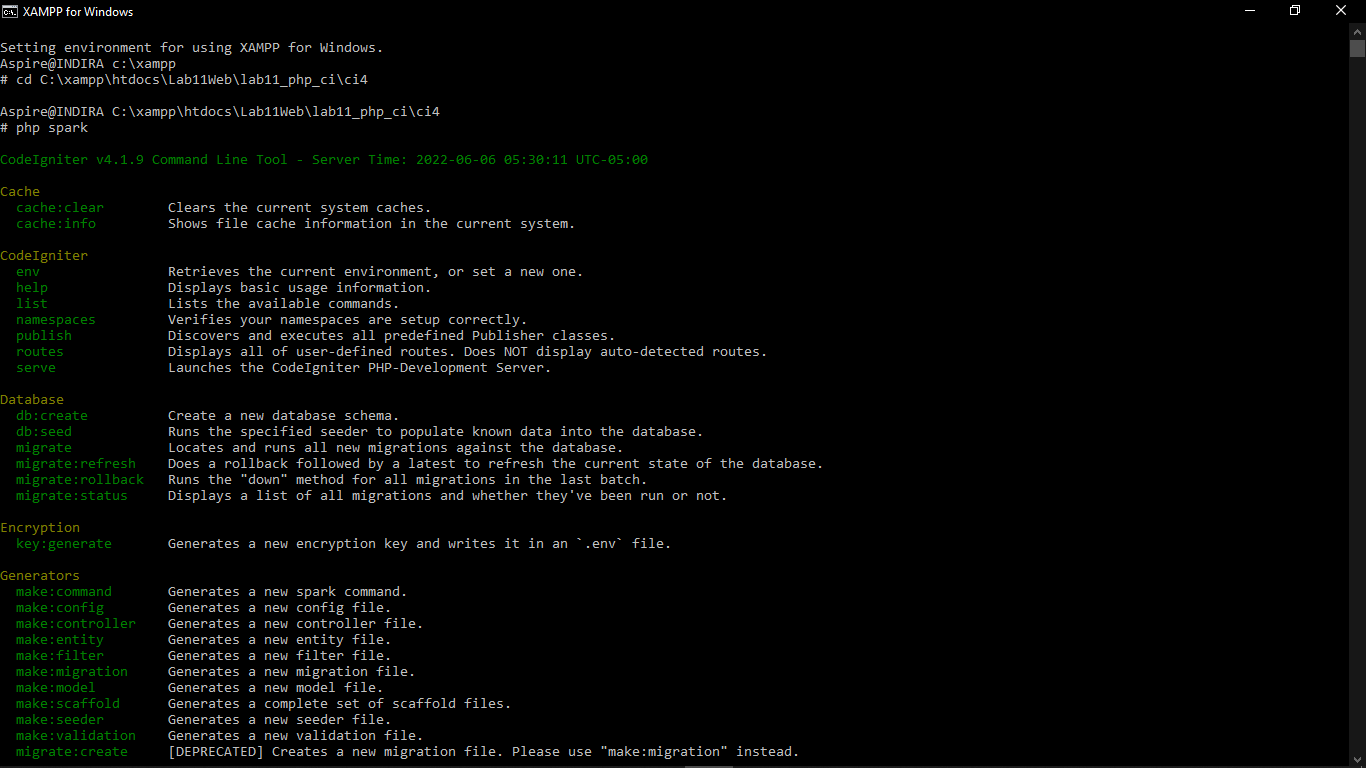 XAMPP for Windows
Setting environment for using XAMPP for Windows.
Aspire@INDIRA c:\xampp
# cd C:\xampp\htdocs\Lab11Web\lab11_php_ci\ci4
Aspire@INDIRA C:\xampp\htdocs\Lab11Web\lab11_php_ci\ci4
# php spark
CodeIgniter v4.1.9 Command Line Tool - Server Time: 2022-06-06 05:30:11 UTC-05:00
Cache
cache:clear Clears the current system caches.
cache:info Shows file cache information in the current system.
CodeIgniter
env Retrieves the current environment, or set a new one.
help Displays basic usage information.
list Lists the available commands.
namespaces Verifies your namespaces are setup correctly.
publish Discovers and executes all predefined Publisher classes.
routes Displays all of user-defined routes. Does NOT display auto-detected routes.
serve Launches the CodeIgniter PHP-Development Server.
Database
db:create Create a new database schema.
db:seed Runs the specified seeder to populate known data into the database.
migrate Locates and runs all new migrations against the database.
migrate:refresh Does a rollback followed by a latest to refresh the current state of the database.
migrate:rollback Runs the "down" method for all migrations in the last batch.
migrate:status Displays a list of all migrations and whether they've been run or not.
Encryption
key:generate Generates a new encryption key and writes it in an `.env` file.
Generators
make:command Generates a new spark command.
make:config Generates a new config file.
make:controller Generates a new controller file.
make:entity Generates a new entity file.
make:filter Generates a new filter file.
make:migration Generates a new migration file.
make:model Generates a new model file.
make:scaffold Generates a complete set of scaffold files.
make:seeder Generates a new seeder file.
make:validation Generates a new validation file.
migrate:create [DEPRECATED] Creates a new migration file. Please use "make:migration" instead.